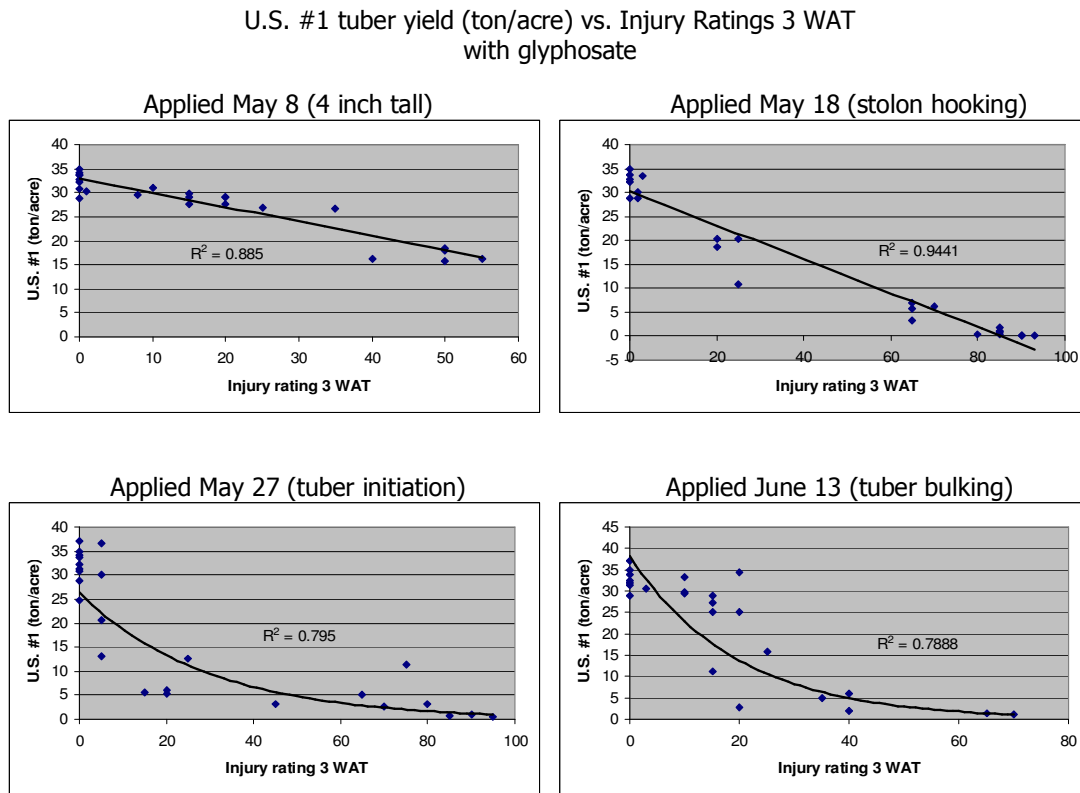 U.S. #1 tuber yield (ton/acre) vs. Injury Ratings 3 WAT
with glyphosate
Applied May 8 (4 inch tall)
U.S. #1 (ton/acre)
40
35
30
25
20
15
10
5
0
R² = 0.885
0 10 20 30 40 50 60
Injury rating 3 WAT
Applied May 18 (stolon hooking)
U.S. #1 (ton/acre)
40
35
30
25
20
15
10
5
0
-5
R² = 0.9441
0 20 40 60 80 100
Injury rating 3 WAT
Applied May 27 (tuber initiation)
U.S. #1 (ton/acre)
40
35
30
25
20
15
10
5
0
R² = 0.795
0 20 40 60 80 100
Injury rating 3 WAT
Applied June 13 (tuber bulking)
U.S. #1 (ton/acre)
45
40
35
30
25
20
15
10
5
0
R² = 0.7888
0 20 40 60 80
Injury rating 3 WAT